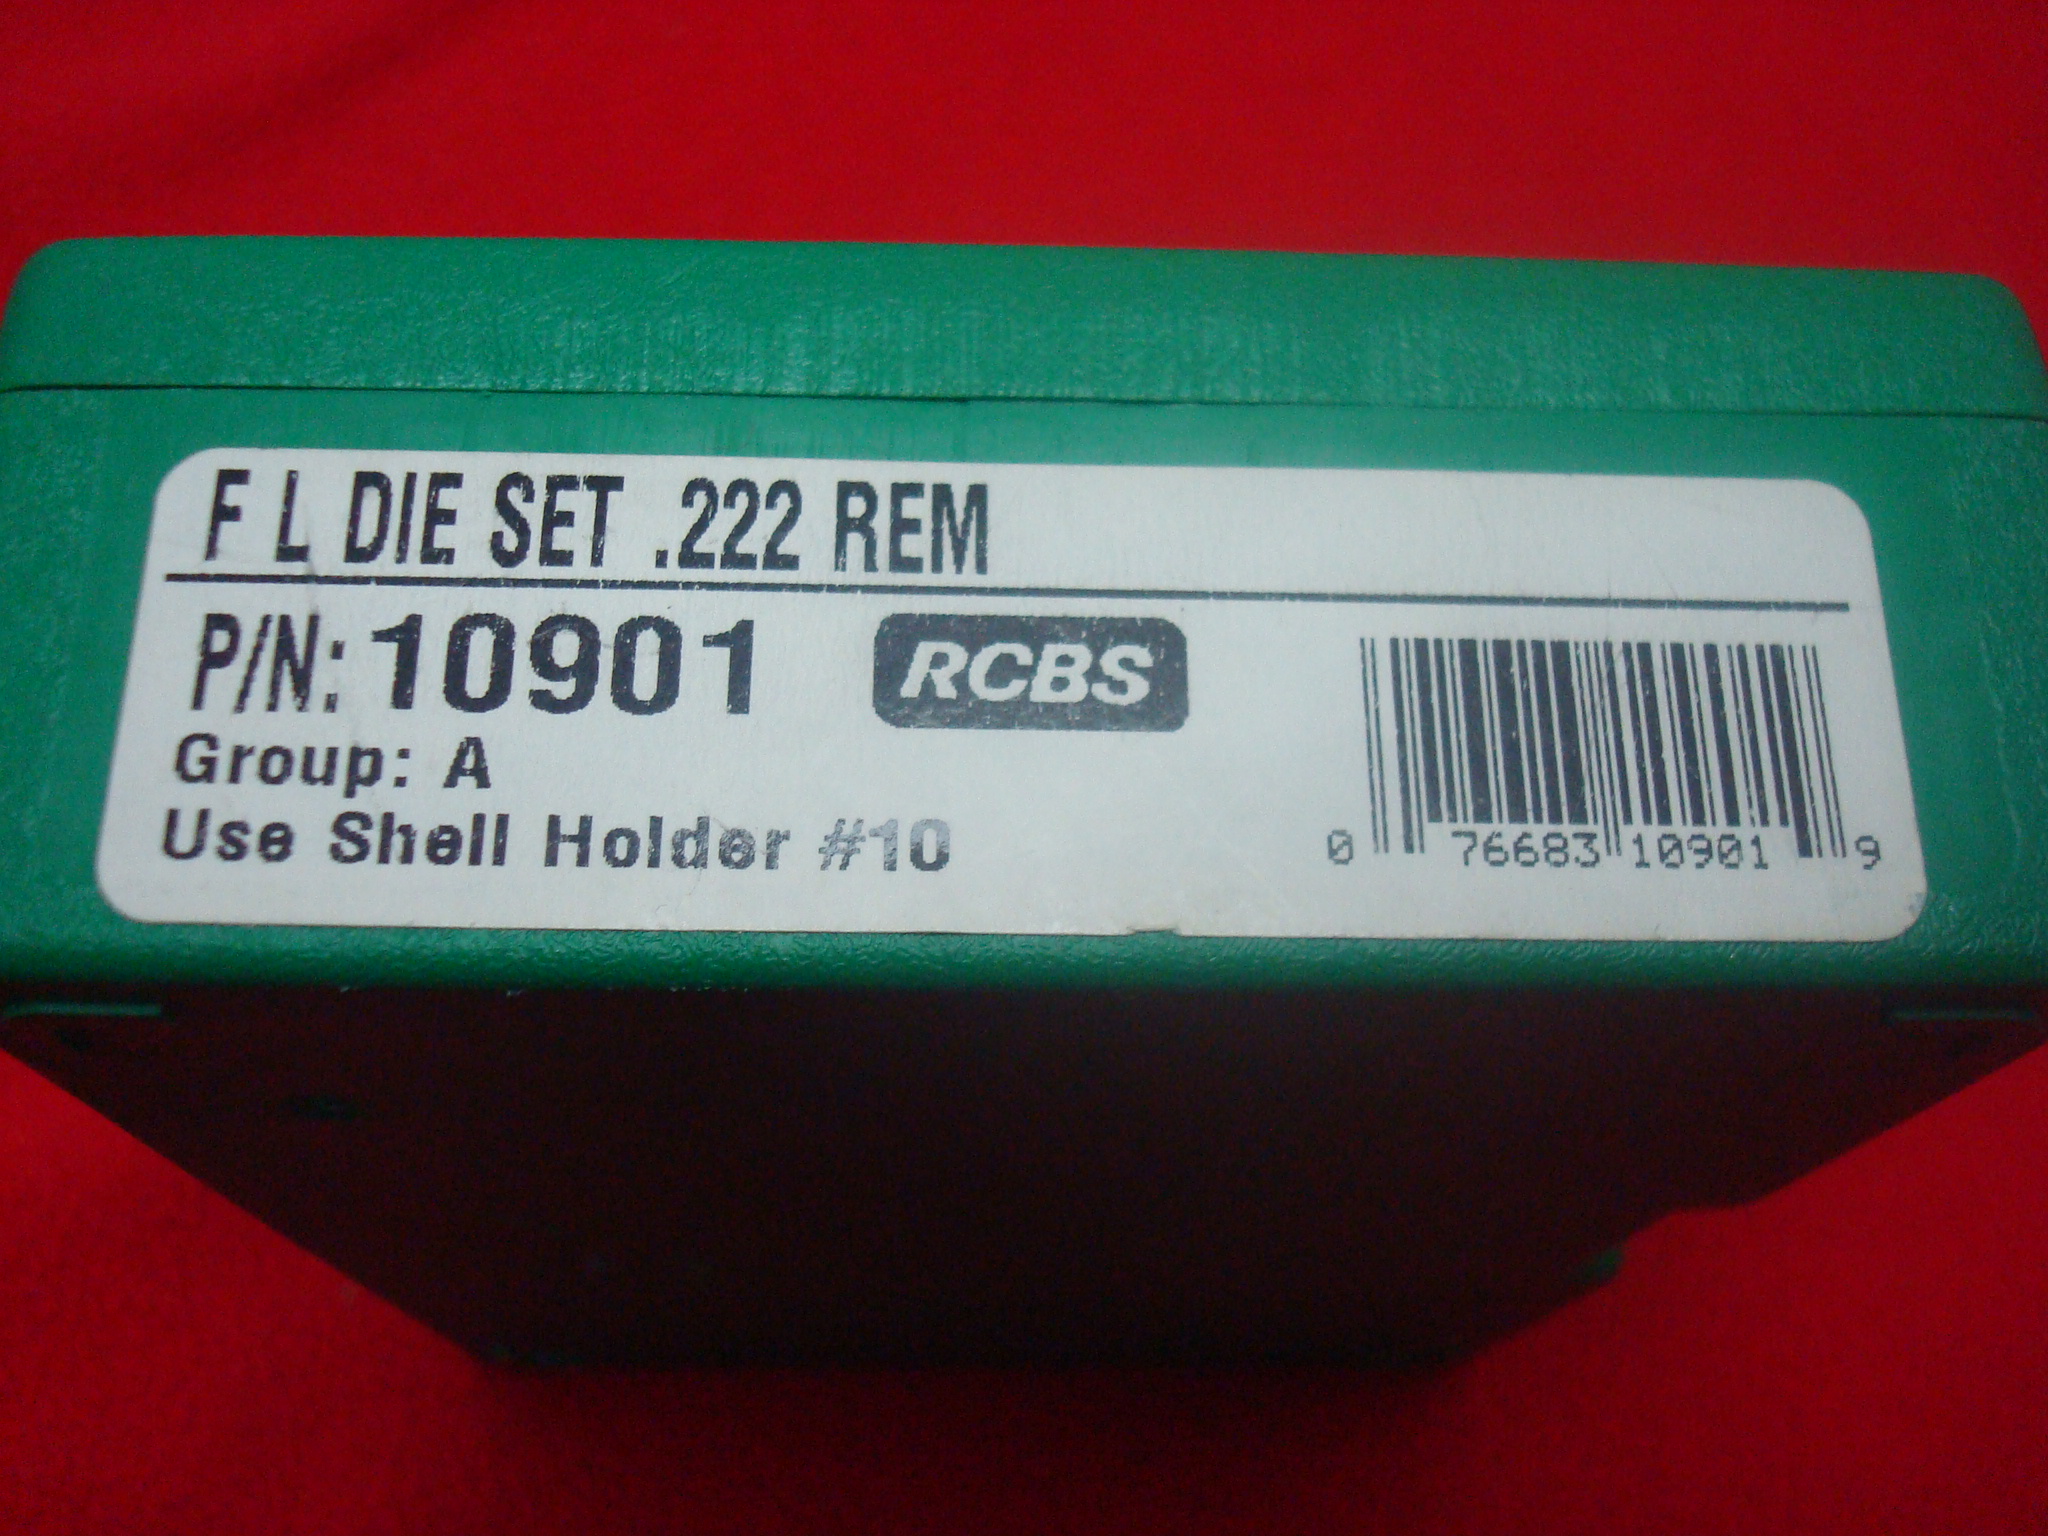 F L DIE SET .222 REM
P/N: 10901
RCBS
Group: A
Use Shell Holder #10
0 76683 10901 9